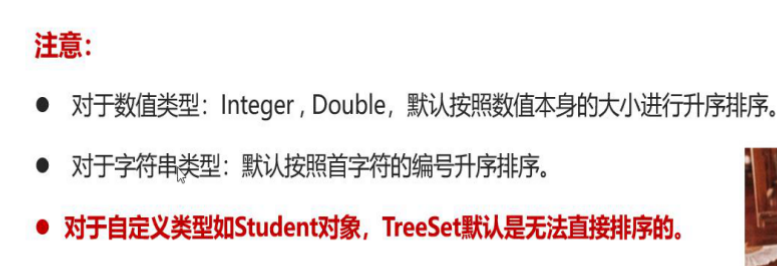 注意：
● 对于数值类型：Integer , Double，默认按照数值本身的大小进行升序排序。
● 对于字符串类型：默认按照首字符的编号升序排序。
● 对于自定义类型如Student对象，TreeSet默认是无法直接排序的。